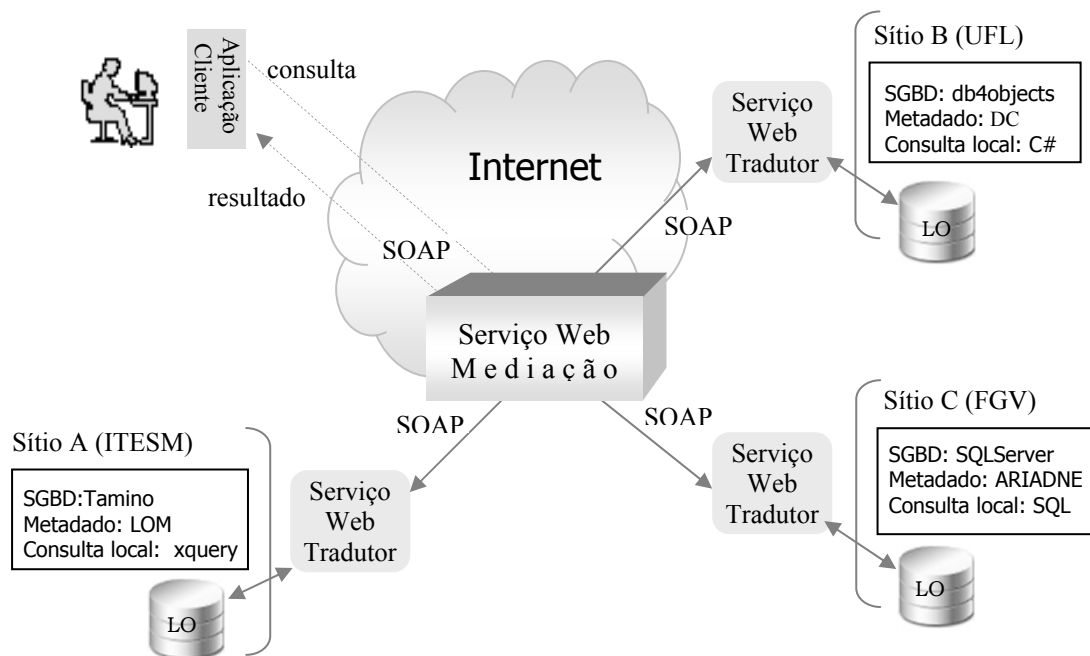 Aplicação
Cliente
consulta
resultado
Internet
SOAP
SOAP
Serviço Web
Mediação
SOAP
SOAP
Serviço
Web
Tradutor
Sítio B (UFL)
SGBD: db4objects
Metadado: DC
Consulta local: C#
LO
Sítio A (ITESM)
SGBD:Tamino
Metadado: LOM
Consulta local: xquery
LO
Serviço
Web
Tradutor
Serviço
Web
Tradutor
Sítio C (FGV)
SGBD: SQLServer
Metadado: ARIADNE
Consulta local: SQL
LO